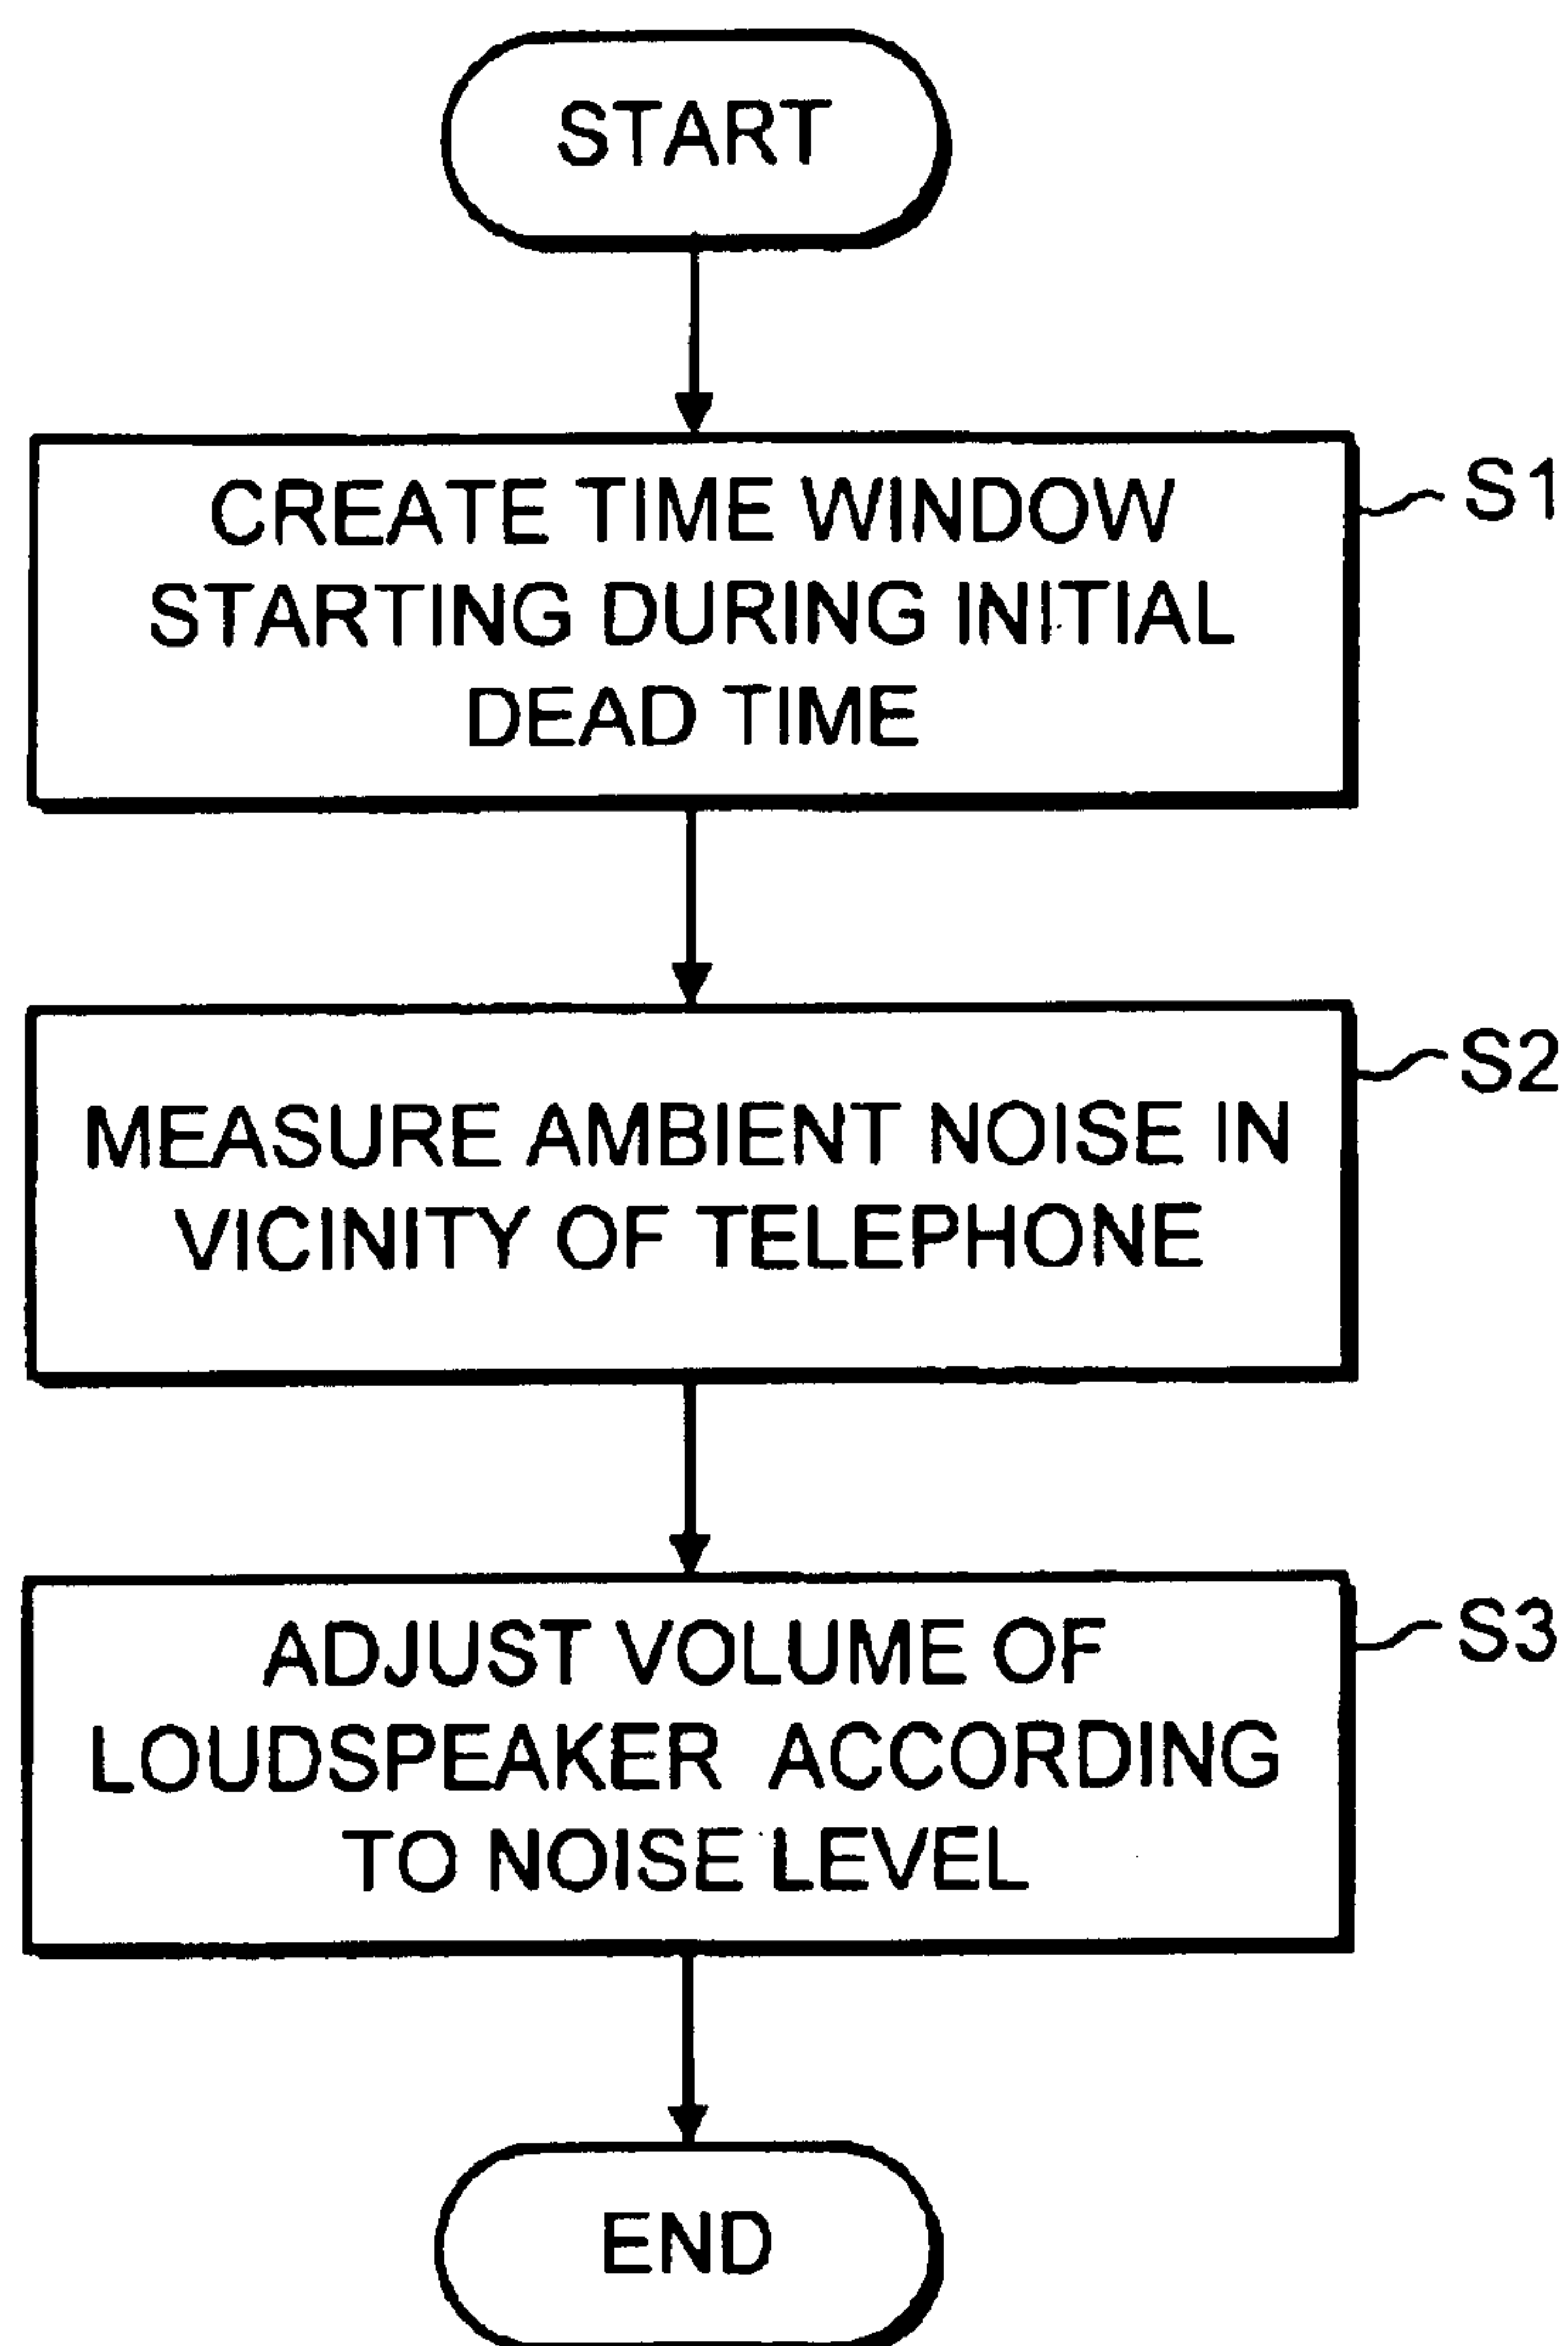 START
CREATE TIME WINDOW
STARTING DURING INITIAL
DEAD TIME
S1
MEASURE AMBIENT NOISE IN
VICINITY OF TELEPHONE
S2
ADJUST VOLUME OF
LOUDSPEAKER ACCORDING
TO NOISE LEVEL
S3
END